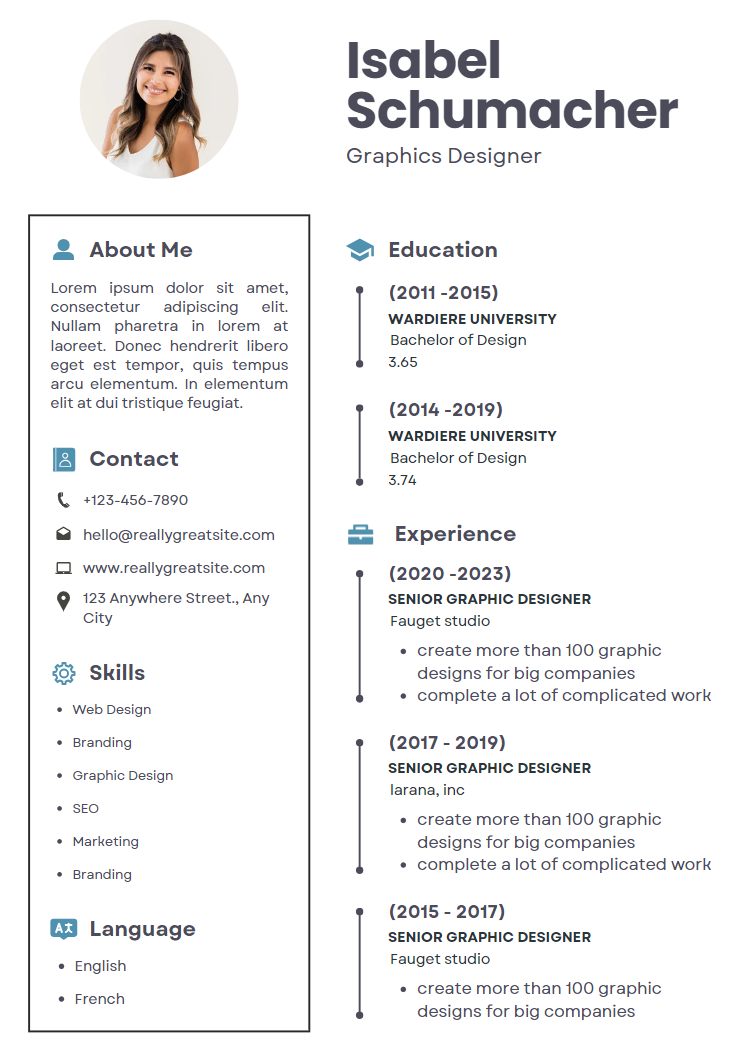 Isabel
Schumacher
Graphics Designer
About Me
Lorem ipsum dolor sit amet,
consectetur adipiscing elit.
Nullam pharetra in lorem at
laoreet. Donec hendrerit libero
eget est tempor, quis tempus
arcu elementum. In elementum
elit at dui tristique feugiat.
Contact
+123-456-7890
hello@reallygreatsite.com
www.reallygreatsite.com
123 Anywhere Street., Any
City
Skills
• Web Design
• Branding
• Graphic Design
• SEO
• Marketing
• Branding
Language
• English
• French
Education
(2011 -2015)
WARDIERE UNIVERSITY
Bachelor of Design
3.65
(2014 -2019)
WARDIERE UNIVERSITY
Bachelor of Design
3.74
Experience
(2020 -2023)
SENIOR GRAPHIC DESIGNER
Fauget studio
• create more than 100 graphic
designs for big companies
• complete a lot of complicated work
(2017 - 2019)
SENIOR GRAPHIC DESIGNER
larana, inc
• create more than 100 graphic
designs for big companies
• complete a lot of complicated work
(2015 - 2017)
SENIOR GRAPHIC DESIGNER
Fauget studio
• create more than 100 graphic
designs for big companies